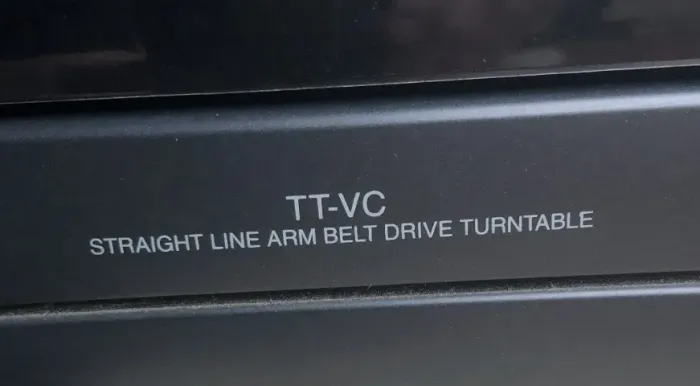 TT-VC
STRAIGHT LINE ARM BELT DRIVE TURNTABLE